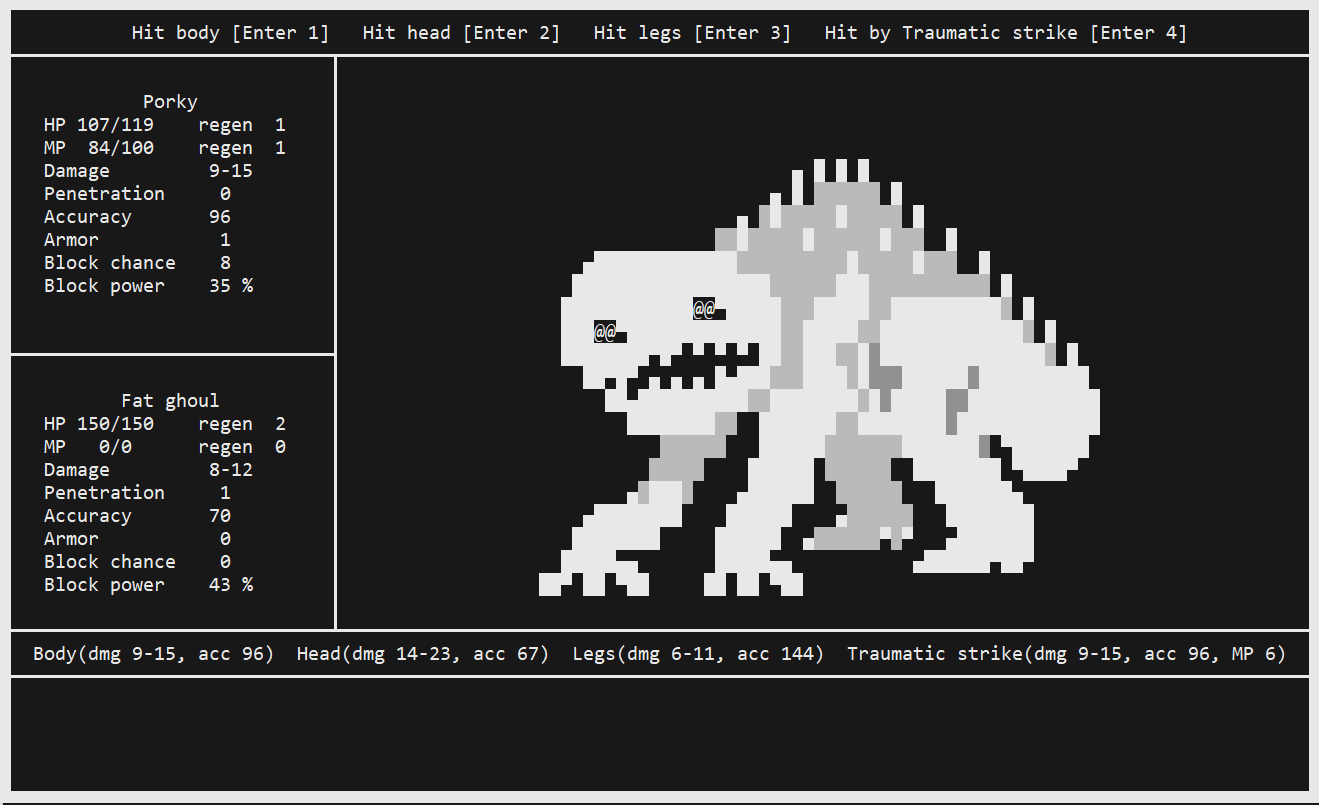 Hit body [Enter 1]   Hit head [Enter 2]   Hit legs [Enter 3]   Hit by Traumatic strike [Enter 4]
Porky
HP 107/119    regen  1
MP  84/100    regen  1
Damage         9-15
Penetration     0
Accuracy       96
Armor           1
Block chance    8
Block power    35 %
@@
@@
Fat ghoul
HP 150/150    regen  2
MP   0/0      regen  0
Damage         8-12
Penetration     1
Accuracy       70
Armor           0
Block chance    0
Block power    43 %
Body(dmg 9-15, acc 96)  Head(dmg 14-23, acc 67)  Legs(dmg 6-11, acc 144)  Traumatic strike(dmg 9-15, acc 96, MP 6)